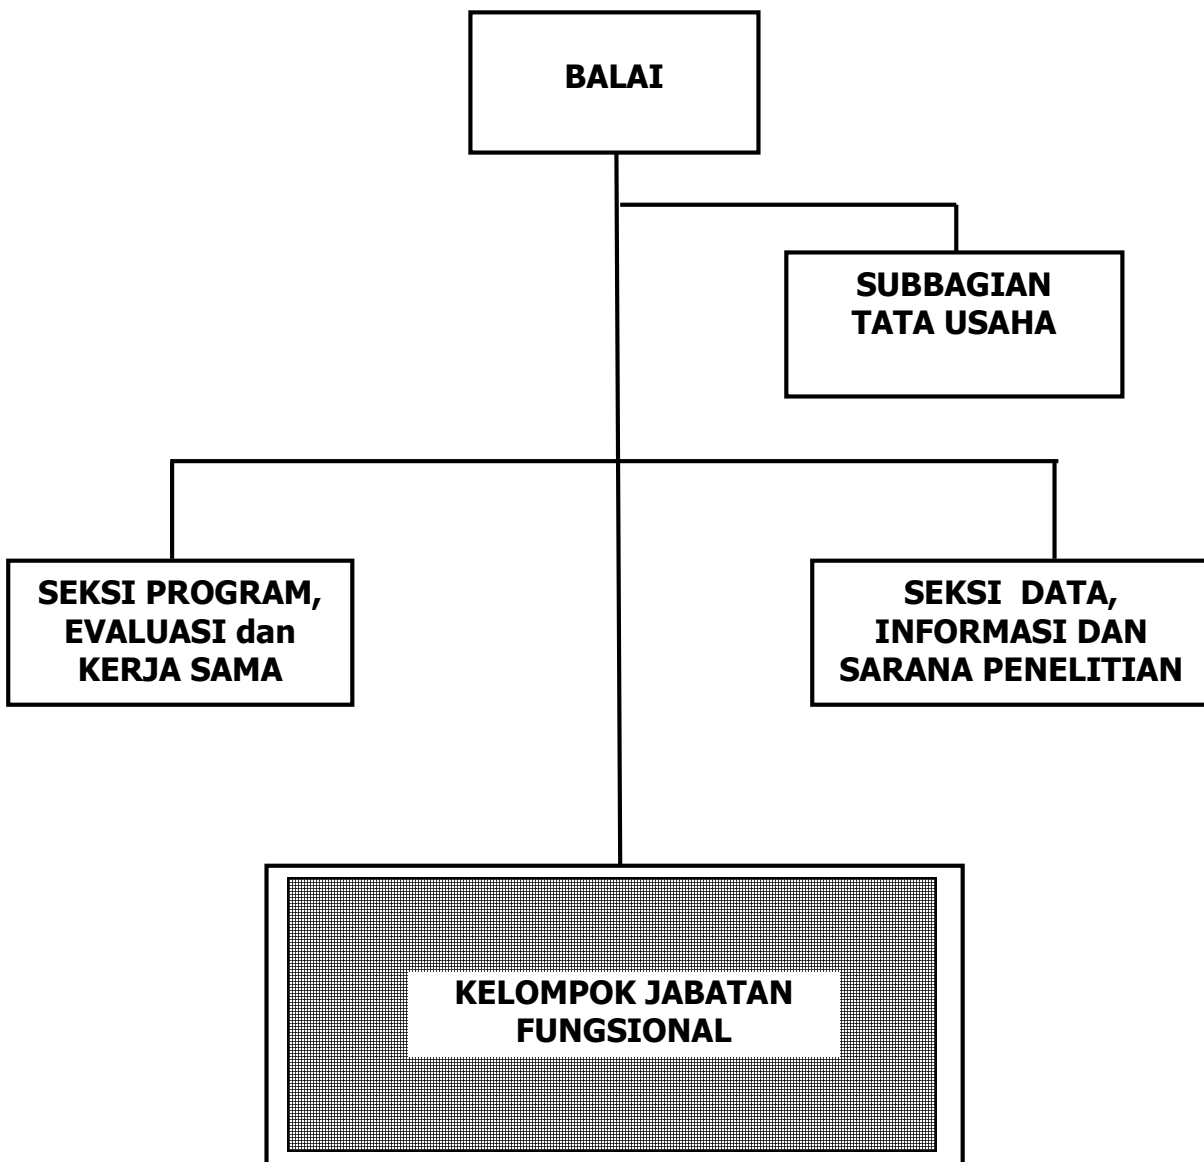 BALAI
SUBBAGIAN
TATA USAHA
SEKSI PROGRAM,
EVALUASI dan
KERJA SAMA
SEKSI  DATA,
INFORMASI DAN
SARANA PENELITIAN
KELOMPOK JABATAN
FUNGSIONAL